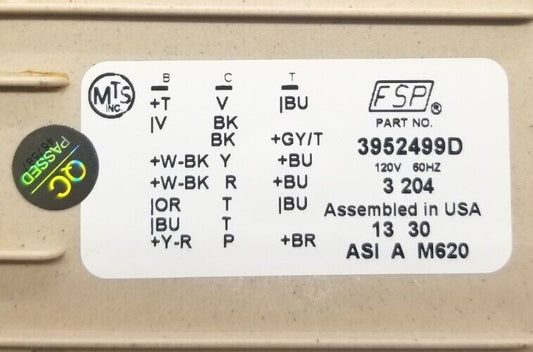 MTS
INC.
B C T
+T V |BU
|V BK
BK +GY/T
+W-BK Y +BU
+W-BK R +BU
|OR T |BU
|BU T
+Y-R P +BR
FSP®
PART NO.
3952499D
120V 60HZ
3 204
Assembled in USA
13 30
ASI A M620
QC
PASSED